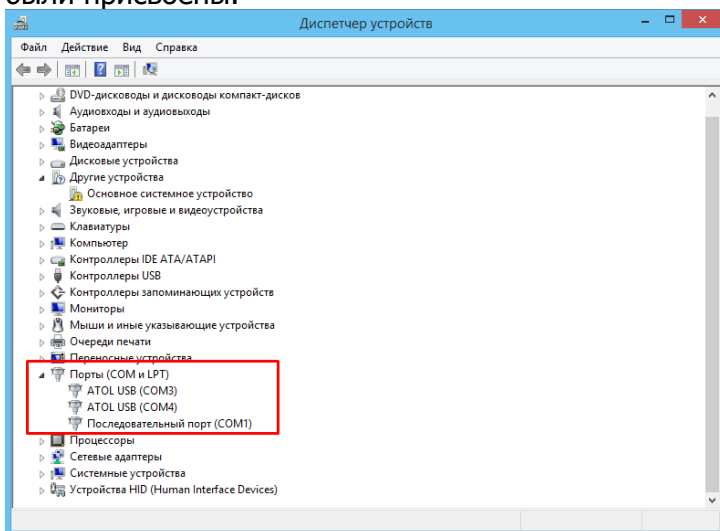 были присвоены.
Диспетчер устройств
Файл Действие Вид Справка
DVD-дисководы и дисководы компакт-дисков
Аудиовходы и аудиовыходы
Батареи
Видеоадаптеры
Дисковые устройства
Другие устройства
Основное системное устройство
Звуковые, игровые и видеоустройства
Клавиатуры
Компьютер
Контроллеры IDE ATA/ATAPI
Контроллеры USB
Контроллеры запоминающих устройств
Мониторы
Мыши и иные указывающие устройства
Очереди печати
Переносные устройства
Порты (COM и LPT)
ATOL USB (COM3)
ATOL USB (COM4)
Последовательный порт (COM1)
Процессоры
Сетевые адаптеры
Системные устройства
Устройства HID (Human Interface Devices)